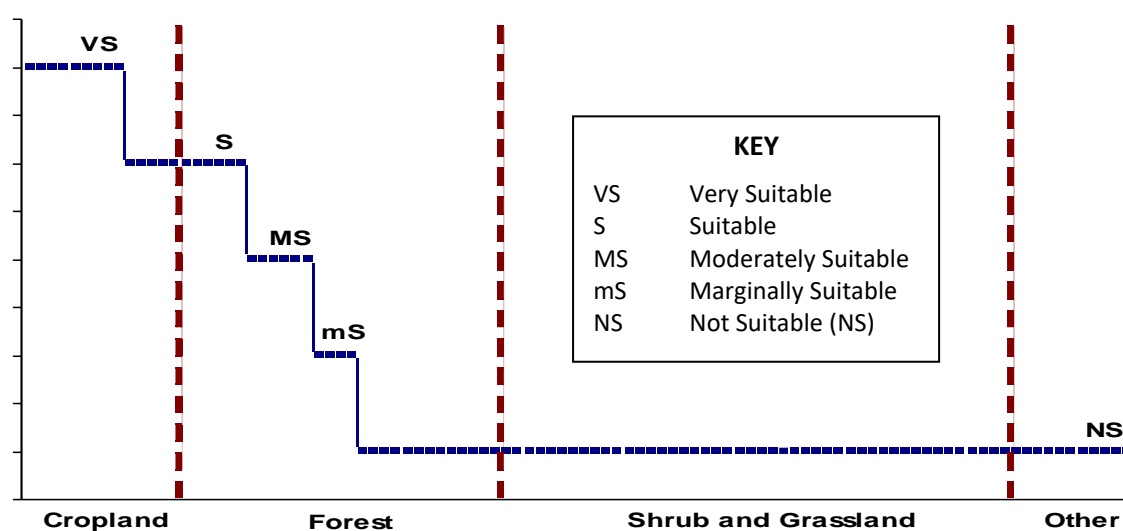 VS
S
MS
mS
NS
KEY
VS Very Suitable
S Suitable
MS Moderately Suitable
mS Marginally Suitable
NS Not Suitable (NS)
Cropland Forest Shrub and Grassland Other